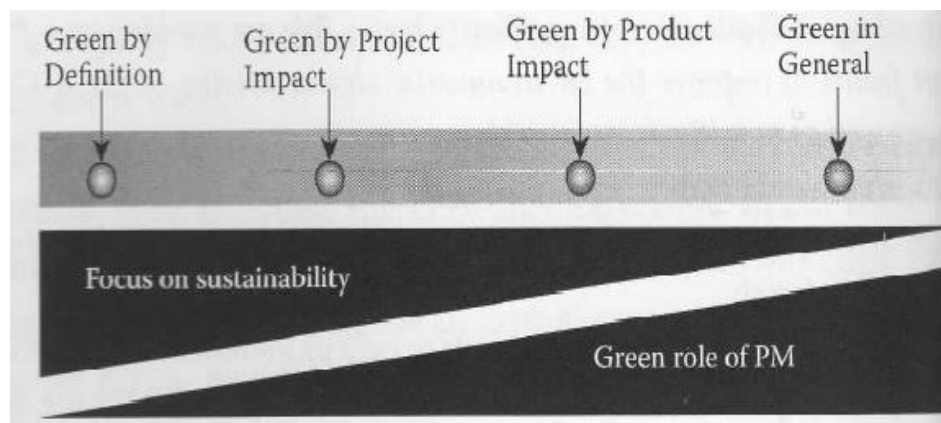 Green by
Definition
Green by Project
Impact
Green by Product
Impact
Green in
General
Focus on sustainability
Green role of PM